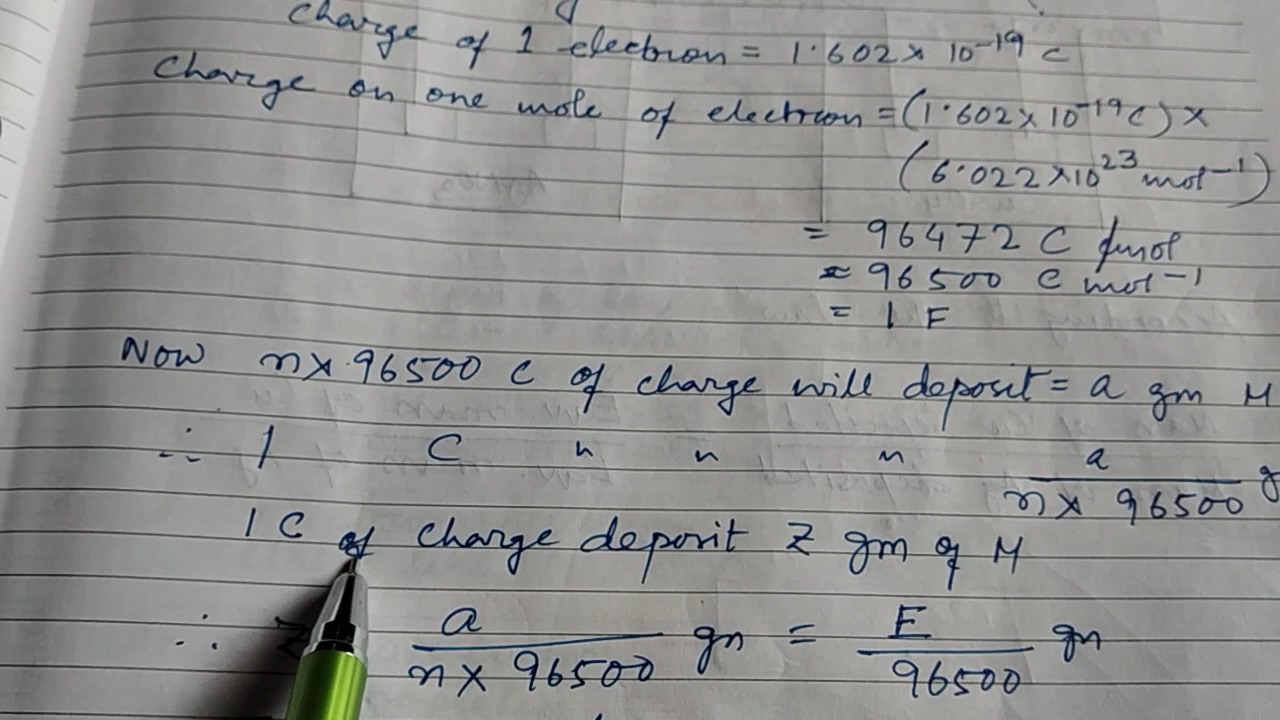 charge of 1 electron = 1.602 x 10⁻¹⁹ C
Charge on one mole of electron = (1.602 x 10⁻¹⁹ C) x
(6.022 x 10²³ mol⁻¹)
= 96472 C mol
≈ 96500 C mol⁻¹
= 1 F
Now n x 96500 C of charge will deposit = a gm M
∴ 1 C " " " a / n x 96500 g
1 C of charge deposit Z gm of M
∴ Z a / n x 96500 gm = E / 96500 gm